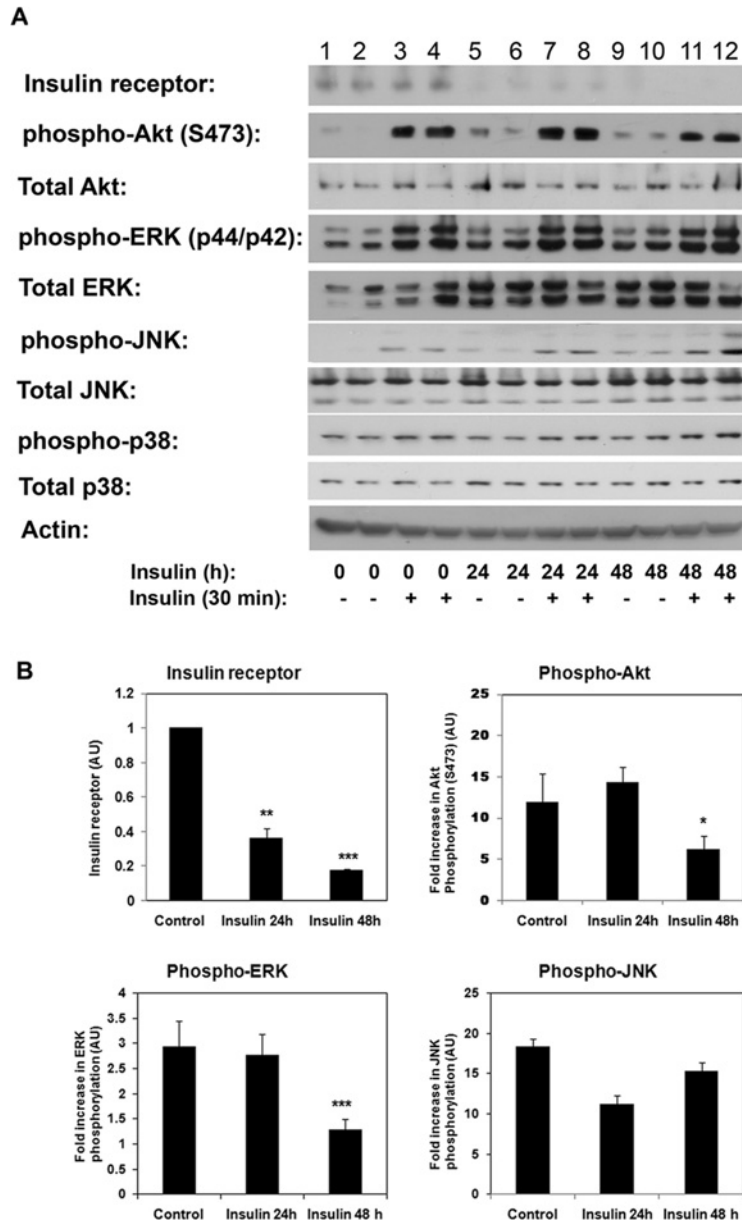 A
1 2 3 4 5 6 7 8 9 10 11 12
Insulin receptor:
phospho-Akt (S473):
Total Akt:
phospho-ERK (p44/p42):
Total ERK:
phospho-JNK:
Total JNK:
phospho-p38:
Total p38:
Actin:
Insulin (h): 0 0 0 0 24 24 24 24 48 48 48 48
Insulin (30 min): - - + + - - + + - - + +
B
Insulin receptor
Insulin receptor (AU)
1.2
1
0.8
0.6
0.4
0.2
0
**
***
Control Insulin 24h Insulin 48h
Phospho-Akt
Fold increase in Akt
Phosphorylation (S473) (AU)
25
20
15
10
5
0
*
Control Insulin 24h Insulin 48h
Phospho-ERK
Fold increase in ERK
phosphorylation (AU)
4
3.5
3
2.5
2
1.5
1
0.5
0
***
Control Insulin 24h Insulin 48 h
Phospho-JNK
Fold increase in JNK
phosphorylation (AU)
25
20
15
10
5
0
Control Insulin 24h Insulin 48h